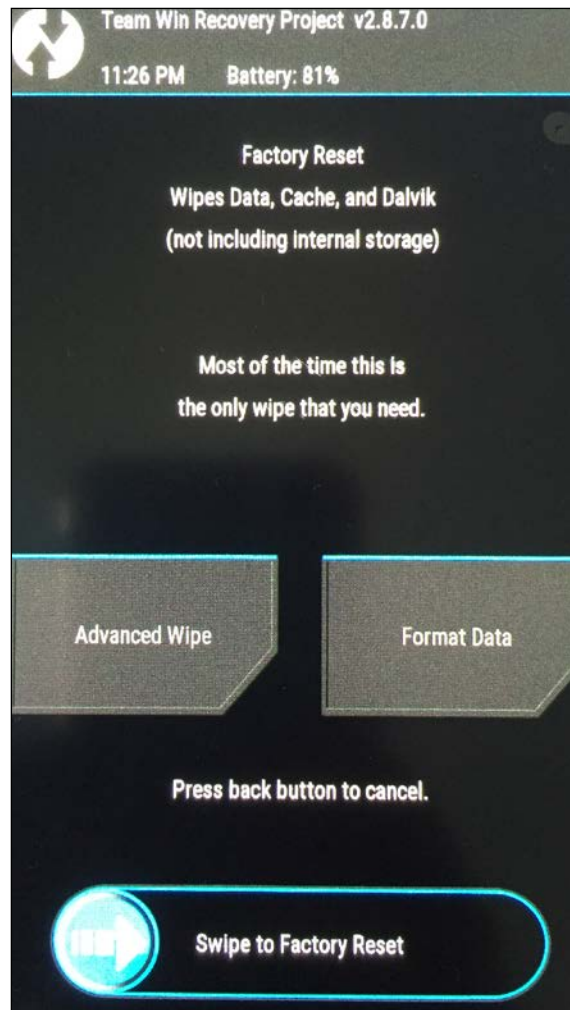 Team Win Recovery Project v2.8.7.0
11:26 PM Battery: 81%
Factory Reset
Wipes Data, Cache, and Dalvik
(not including internal storage)
Most of the time this is
the only wipe that you need.
Advanced Wipe Format Data
Press back button to cancel.
Swipe to Factory Reset